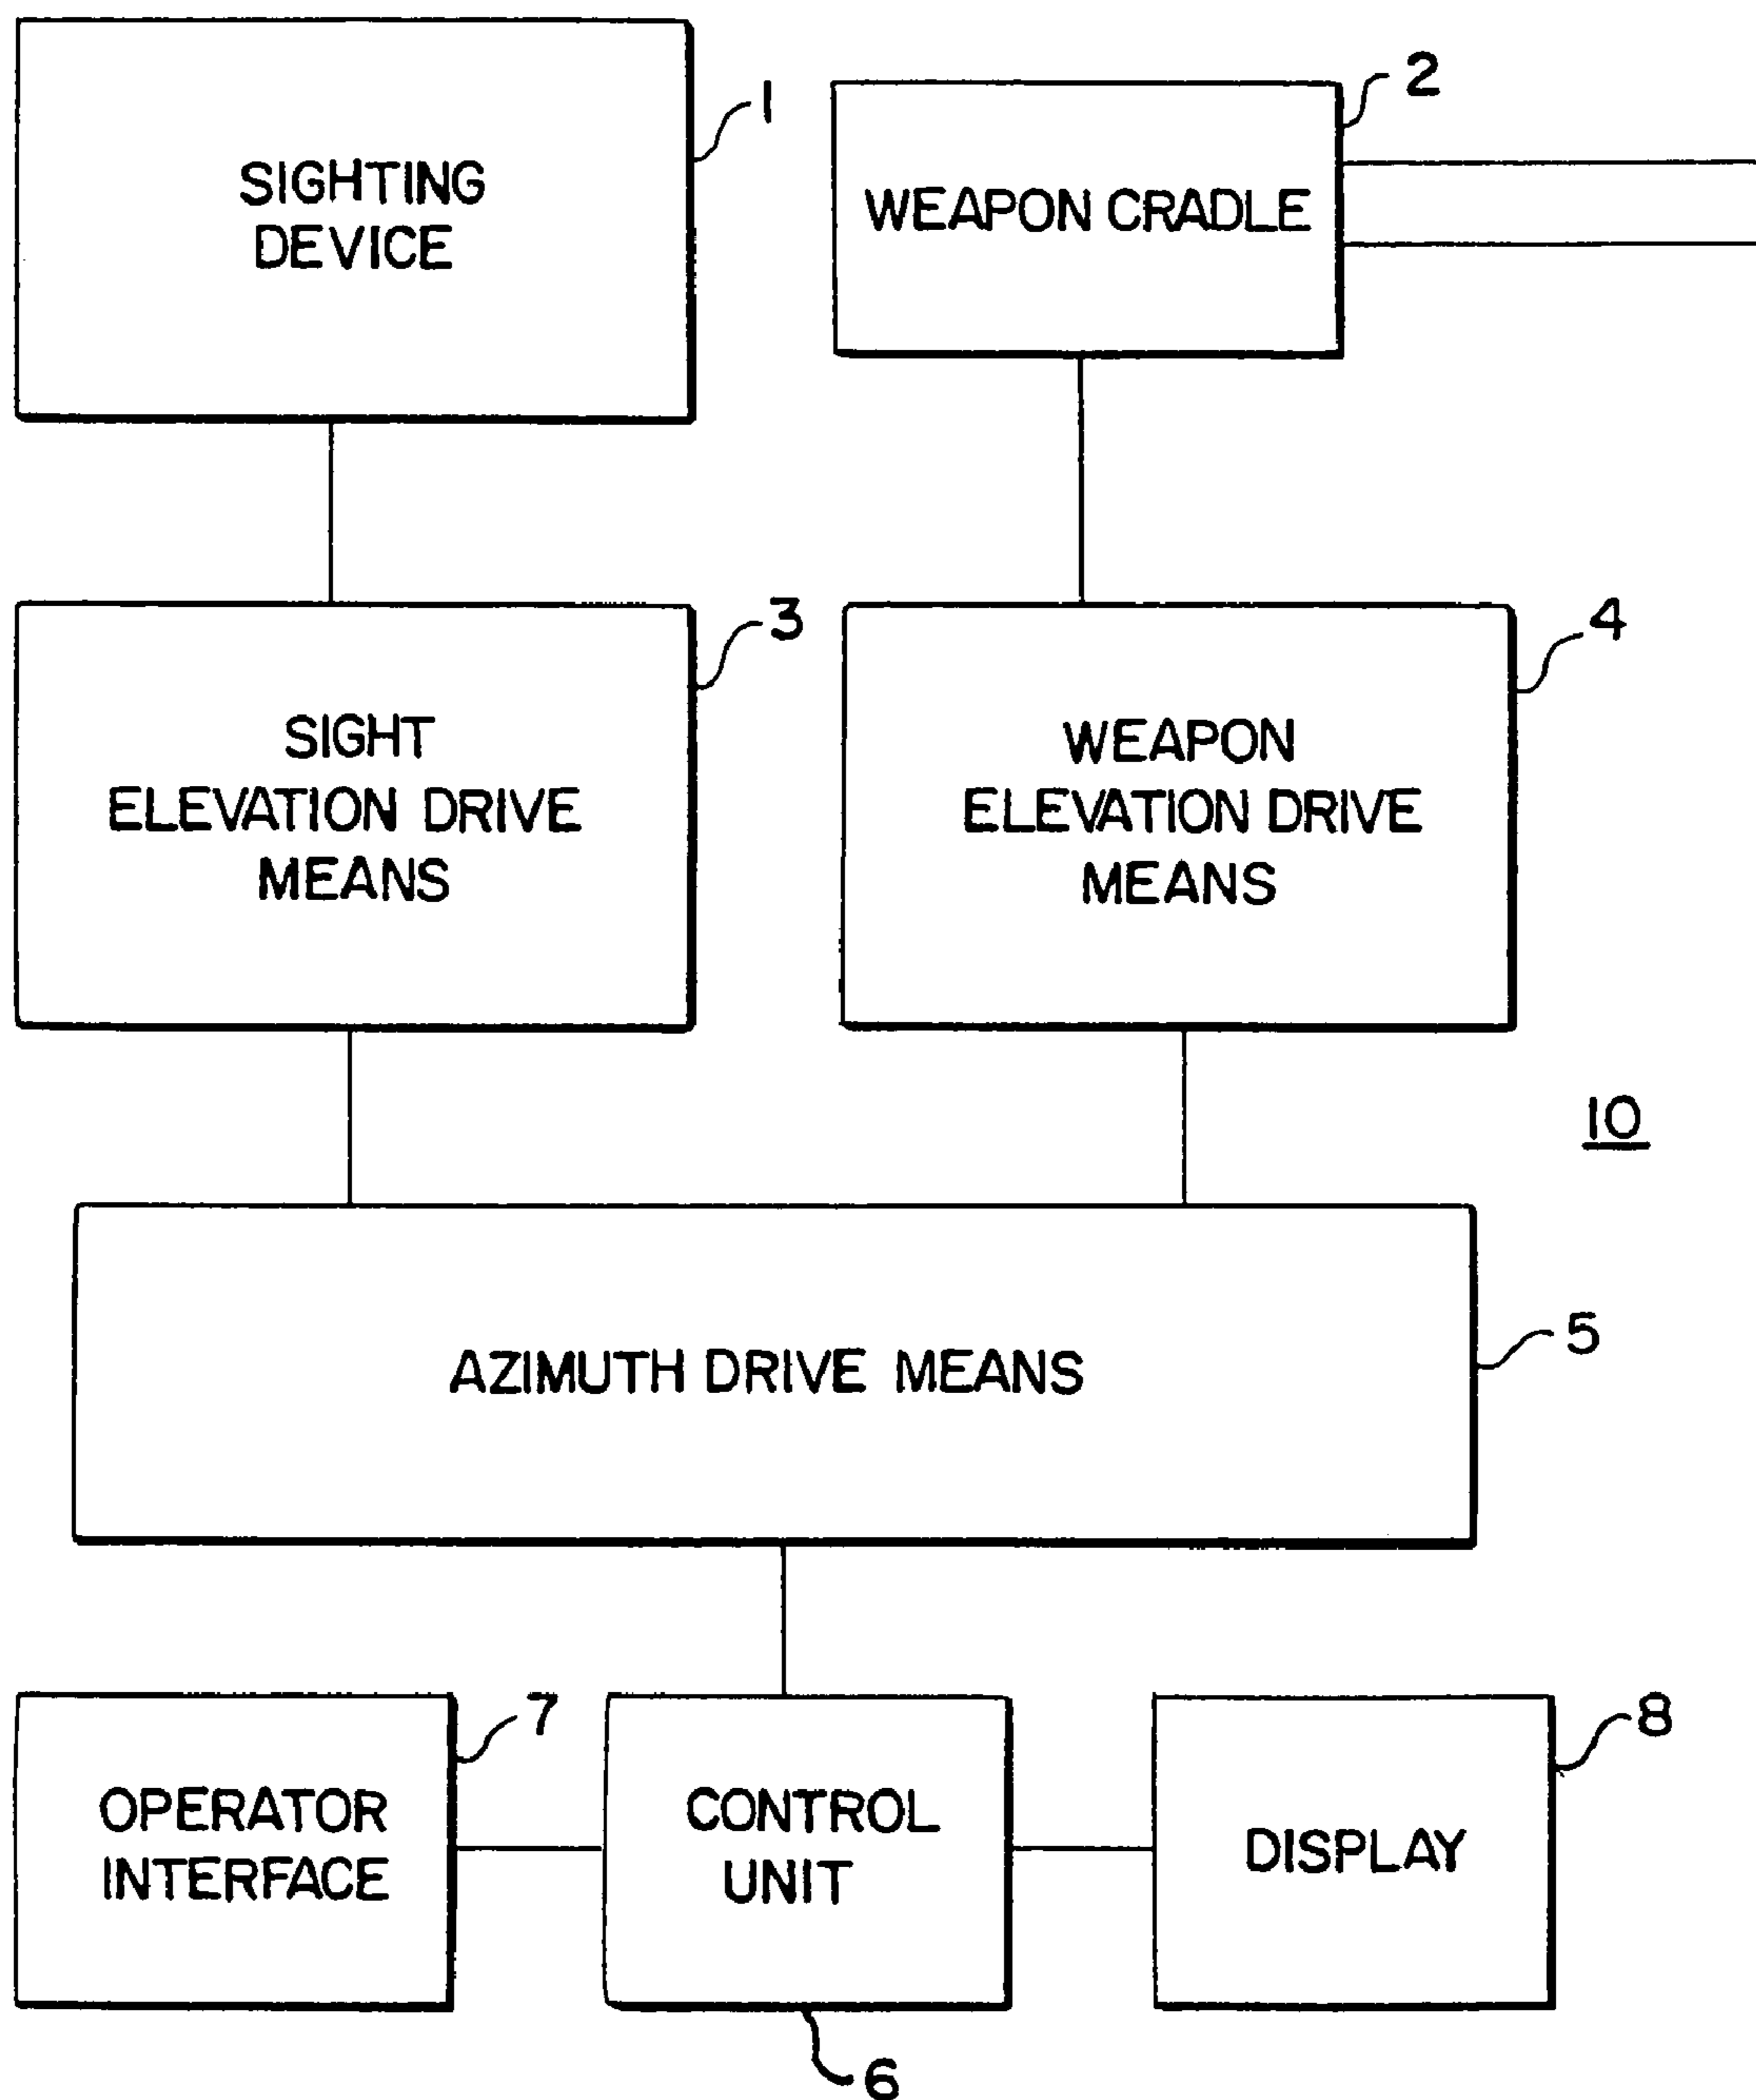 1
SIGHTING
DEVICE
2
WEAPON CRADLE
3
SIGHT
ELEVATION DRIVE
MEANS
4
WEAPON
ELEVATION DRIVE
MEANS
10
5
AZIMUTH DRIVE MEANS
7
OPERATOR
INTERFACE
CONTROL
UNIT
6
8
DISPLAY